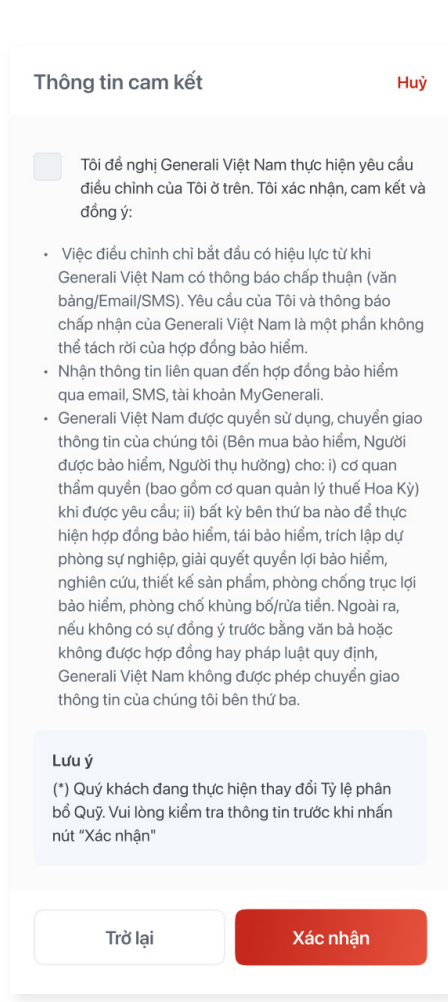 Thông tin cam kết
Huỷ
Tôi đề nghị Generali Việt Nam thực hiện yêu cầu
điều chỉnh của Tôi ở trên. Tôi xác nhận, cam kết và
đồng ý:
• Việc điều chỉnh chỉ bắt đầu có hiệu lực từ khi
Generali Việt Nam có thông báo chấp thuận (văn
bảng/Email/SMS). Yêu cầu của Tôi và thông báo
chấp nhận của Generali Việt Nam là một phần không
thể tách rời của hợp đồng bảo hiểm.
• Nhận thông tin liên quan đến hợp đồng bảo hiểm
qua email, SMS, tài khoản MyGenerali.
• Generali Việt Nam được quyền sử dụng, chuyển giao
thông tin của chúng tôi (Bên mua bảo hiểm, Người
được bảo hiểm, Người thụ hưởng) cho: i) cơ quan
thẩm quyền (bao gồm cơ quan quản lý thuế Hoa Kỳ)
khi được yêu cầu; ii) bất kỳ bên thứ ba nào để thực
hiện hợp đồng bảo hiểm, tái bảo hiểm, trích lập dự
phòng sự nghiệp, giải quyết quyền lợi bảo hiểm,
nghiên cứu, thiết kế sản phẩm, phòng chống trục lợi
bảo hiểm, phòng chố khủng bố/rửa tiền. Ngoài ra,
nếu không có sự đồng ý trước bằng văn bả hoặc
không được hợp đồng hay pháp luật quy định,
Generali Việt Nam không được phép chuyển giao
thông tin của chúng tôi bên thứ ba.
Lưu ý
(*) Quý khách đang thực hiện thay đổi Tỷ lệ phân
bổ Quỹ. Vui lòng kiểm tra thông tin trước khi nhấn
nút “Xác nhận"
Trở lại
Xác nhận